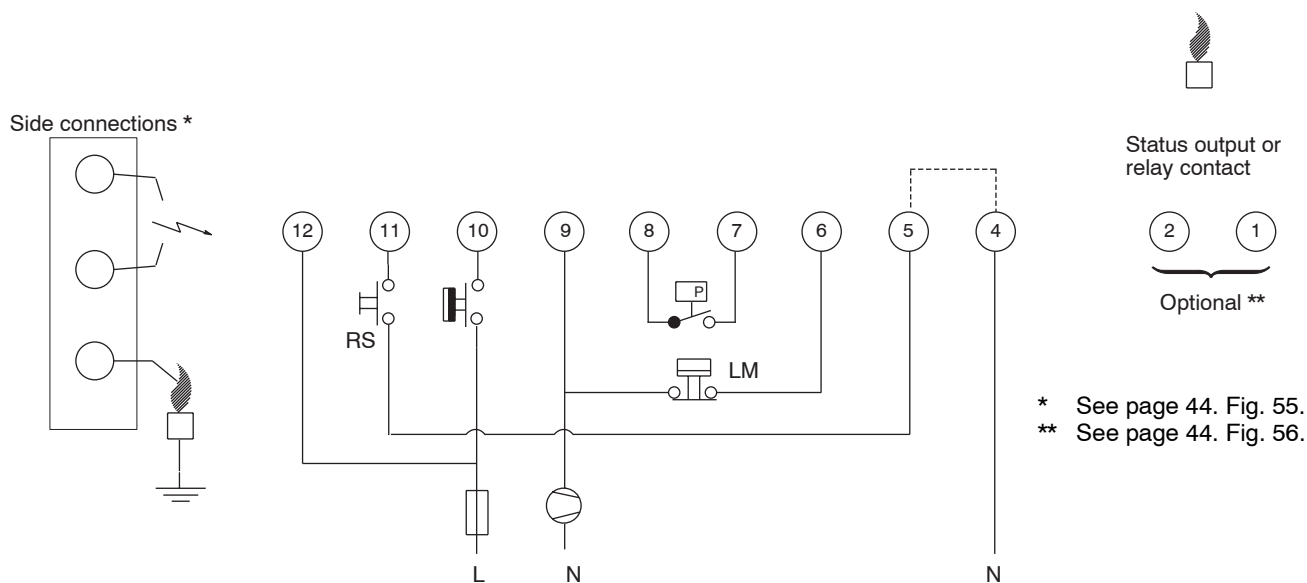 Side connections *
Status output or
relay contact
12 11 10 9 8 7 6 5 4 2 1
P
RS
LM
Optional **
* See page 44. Fig. 55.
** See page 44. Fig. 56.
L N N